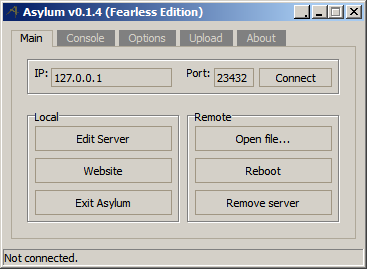 Asylum v0.1.4 (Fearless Edition)
Main Console Options Upload About
IP: 127.0.0.1 Port: 23432 Connect
Local Remote
Edit Server Open file...
Website Reboot
Exit Asylum Remove server
Not connected.